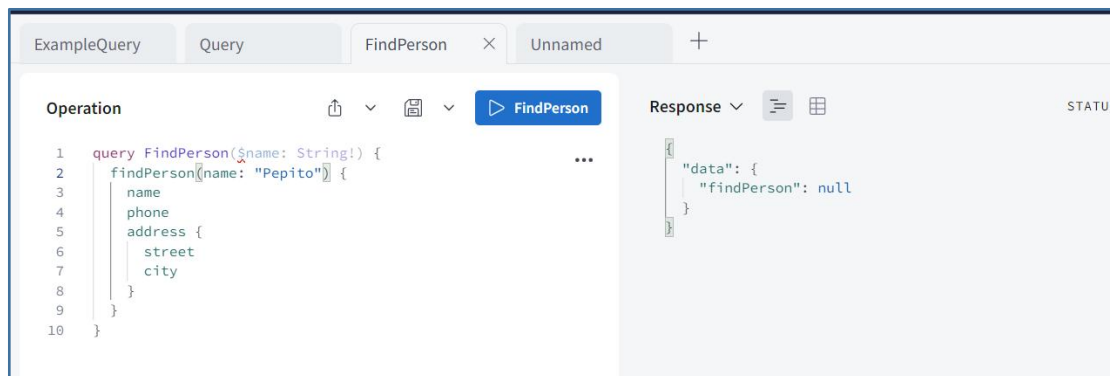 ExampleQuery Query FindPerson Unnamed
Operation FindPerson
Response STATU
1 query FindPerson($name: String!) {
2 findPerson(name: "Pepito") {
3 name
4 phone
5 address {
6 street
7 city
8 }
9 }
10 }
{
"data": {
"findPerson": null
}
}